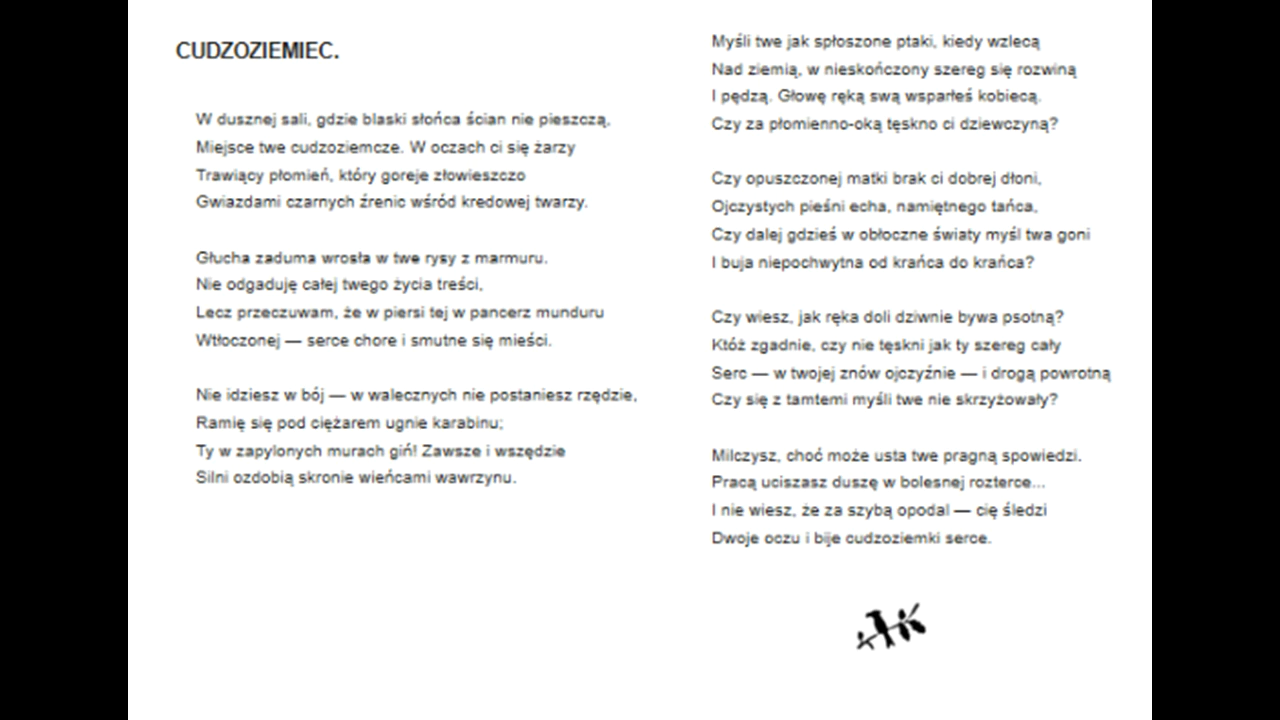 CUDZOZIEMIEC.
W dusznej sali, gdzie blaski słońca ścian nie pieszczą,
Miejsce twe cudzoziemcze. W oczach ci się żarzy
Trawiący płomień, który goreje złowieszczo
Gwiazdami czarnych źrenic wśród kredowej twarzy.
Głucha zaduma wrosła w twe rysy z marmuru.
Nie odgaduję całej twego życia treści,
Lecz przeczuwam, że w piersi tej w pancerz munduru
Wtłoczonej — serce chore i smutne się mieści.
Nie idziesz w bój — w walecznych nie postaniesz rzędzie,
Ramię się pod ciężarem ugnie karabinu;
Ty w zapylonych murach giń! Zawsze i wszędzie
Silni ozdobią skronie wieńcami wawrzynu.
Myśli twe jak spłoszone ptaki, kiedy wzlecą
Nad ziemią, w nieskończony szereg się rozwiną
I pędzą. Głowę ręką swą wsparłeś kobiecą.
Czy za płomienno-oką tęskno ci dziewczyną?
Czy opuszczonej matki brak ci dobrej dłoni,
Ojczystych pieśni echa, namiętnego tańca,
Czy dalej gdzieś w obłoczne światy myśl twa goni
I buja niepochwytna od krańca do krańca?
Czy wiesz, jak ręka doli dziwnie bywa psotną?
Któż zgadnie, czy nie tęskni jak ty szereg cały
Serc — w twojej znów ojczyźnie — i drogą powrotną
Czy się z tamtemi myśli twe nie skrzyżowały?
Milczysz, choć może usta twe pragną spowiedzi.
Pracą uciszasz duszę w bolesnej rozterce...
I nie wiesz, że za szybą opodal — cię śledzi
Dwoje oczu i bije cudzoziemki serce.